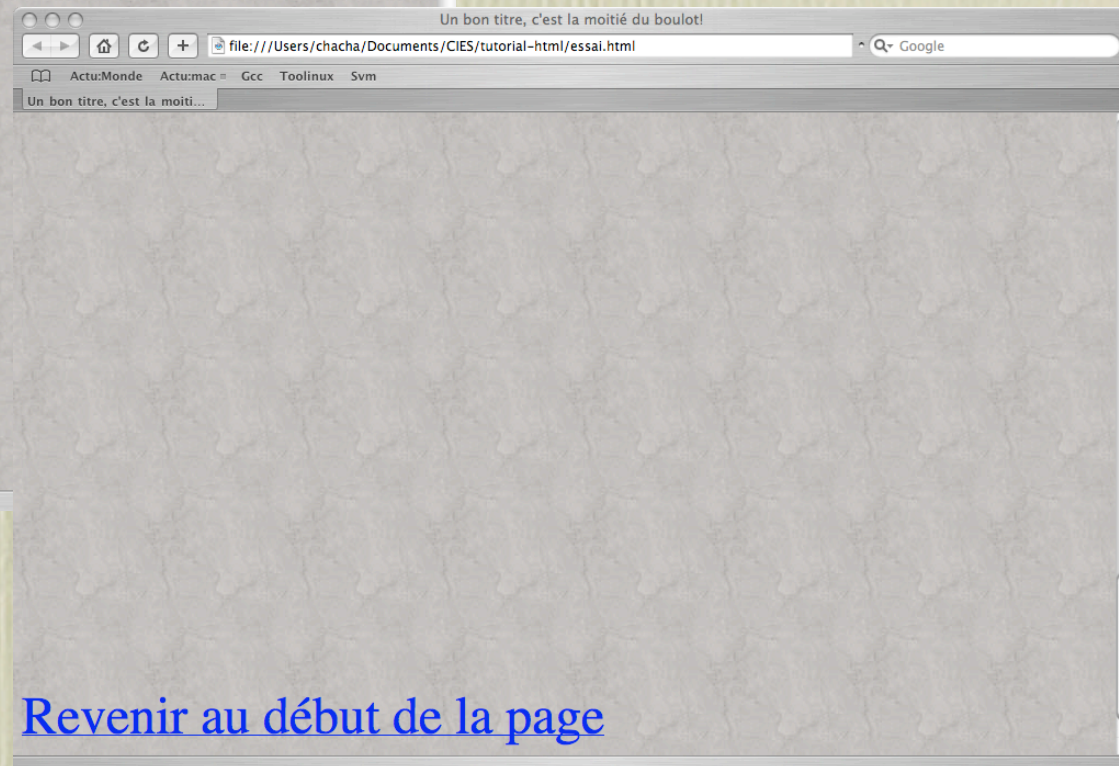 Un bon titre, c'est la moitié du boulot!
file:///Users/chacha/Documents/CIES/tutorial-html/essai.html
Google
Actu:Monde Actu:mac Gcc Toolinux Svm
Un bon titre, c'est la moiti...
Revenir au début de la page